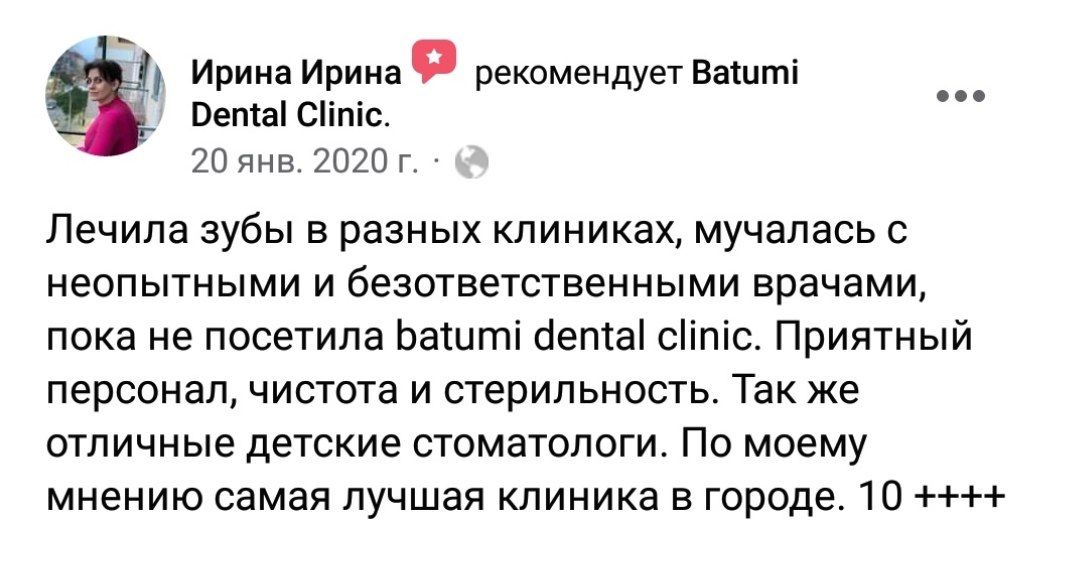 Ирина Ирина рекомендует Batumi
Dental Clinic.
20 янв. 2020 г. ·
Лечила зубы в разных клиниках, мучалась с
неопытными и безответственными врачами,
пока не посетила batumi dental clinic. Приятный
персонал, чистота и стерильность. Так же
отличные детские стоматологи. По моему
мнению самая лучшая клиника в городе. 10 ++++